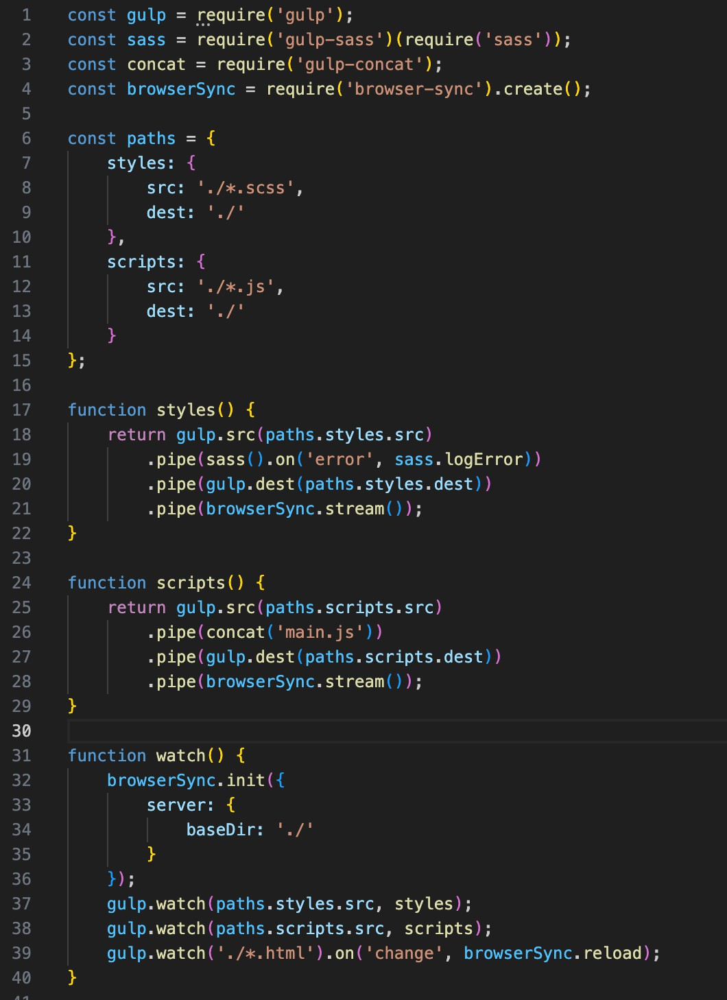 1 const gulp = require('gulp');
2 const sass = require('gulp-sass')(require('sass'));
3 const concat = require('gulp-concat');
4 const browserSync = require('browser-sync').create();
5
6 const paths = {
7     styles: {
8         src: './*.scss',
9         dest: './'
10     },
11     scripts: {
12         src: './*.js',
13         dest: './'
14     }
15 };
16
17 function styles() {
18     return gulp.src(paths.styles.src)
19         .pipe(sass().on('error', sass.logError))
20         .pipe(gulp.dest(paths.styles.dest))
21         .pipe(browserSync.stream());
22 }
23
24 function scripts() {
25     return gulp.src(paths.scripts.src)
26         .pipe(concat('main.js'))
27         .pipe(gulp.dest(paths.scripts.dest))
28         .pipe(browserSync.stream());
29 }
30
31 function watch() {
32     browserSync.init({
33         server: {
34             baseDir: './'
35         }
36     });
37     gulp.watch(paths.styles.src, styles);
38     gulp.watch(paths.scripts.src, scripts);
39     gulp.watch('./*.html').on('change', browserSync.reload);
40 }
41